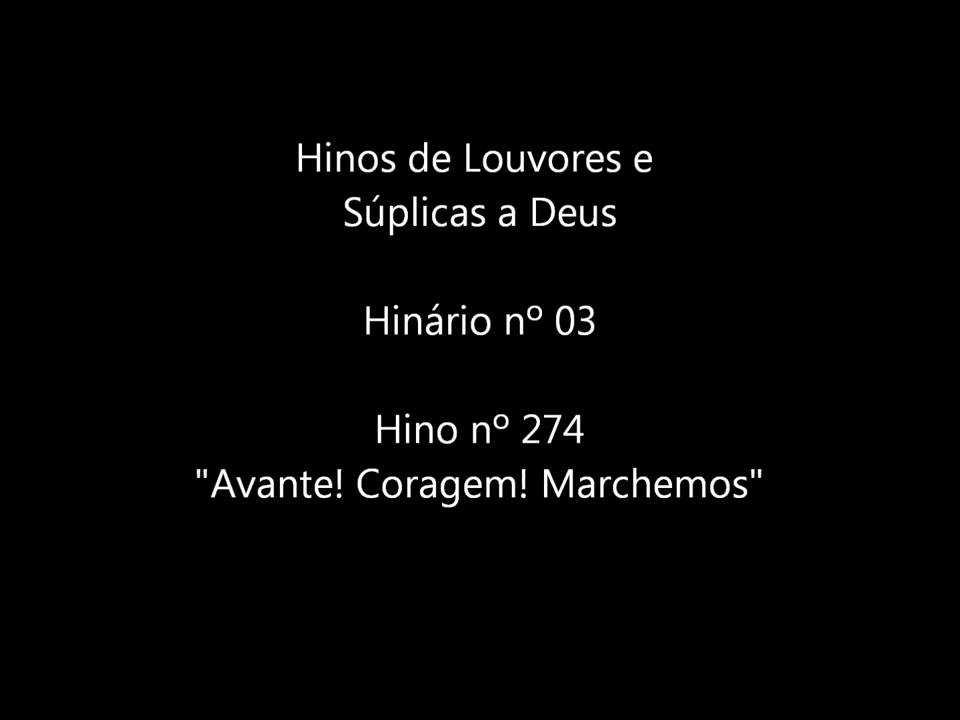 Hinos de Louvores e
Súplicas a Deus
Hinário nº 03
Hino nº 274
"Avante! Coragem! Marchemos"